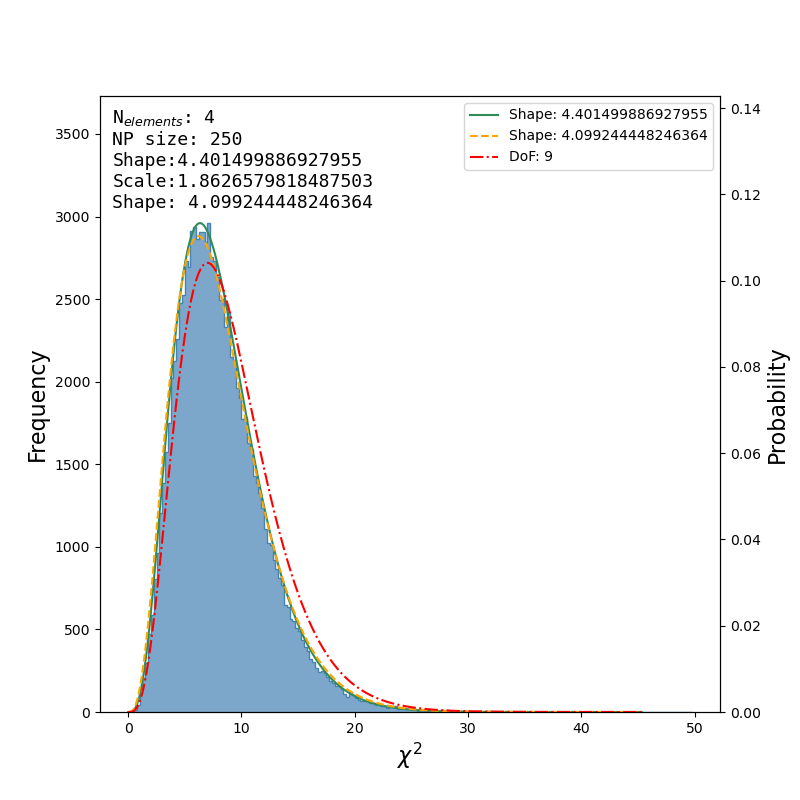 N_elements: 4
NP size: 250
Shape:4.401499886927955
Scale:1.8626579818487503
Shape: 4.099244448246364
Shape: 4.401499886927955
Shape: 4.099244448246364
DoF: 9
Frequency
3500
3000
2500
2000
1500
1000
500
0
0.14
0.12
0.10
0.08
0.06
0.04
0.02
0.00
Probability
0 10 20 30 40 50
χ²